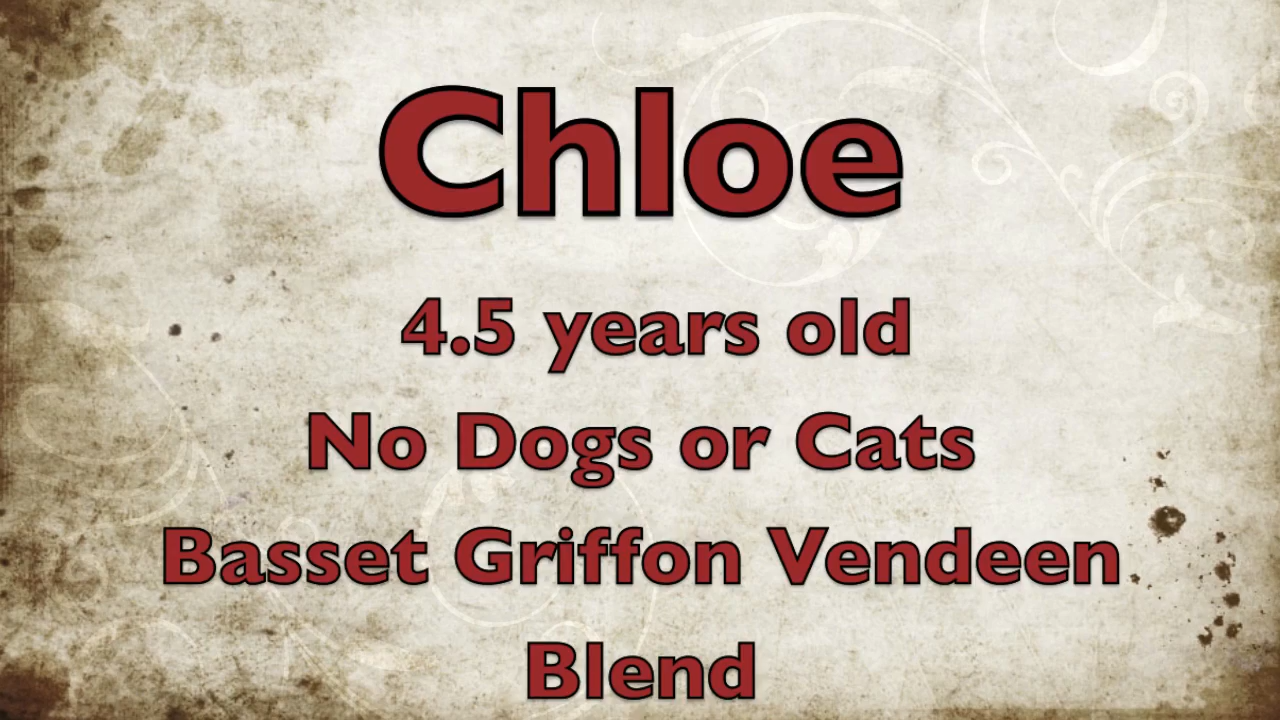 Chloe
4.5 years old
No Dogs or Cats
Basset Griffon Vendeen
Blend